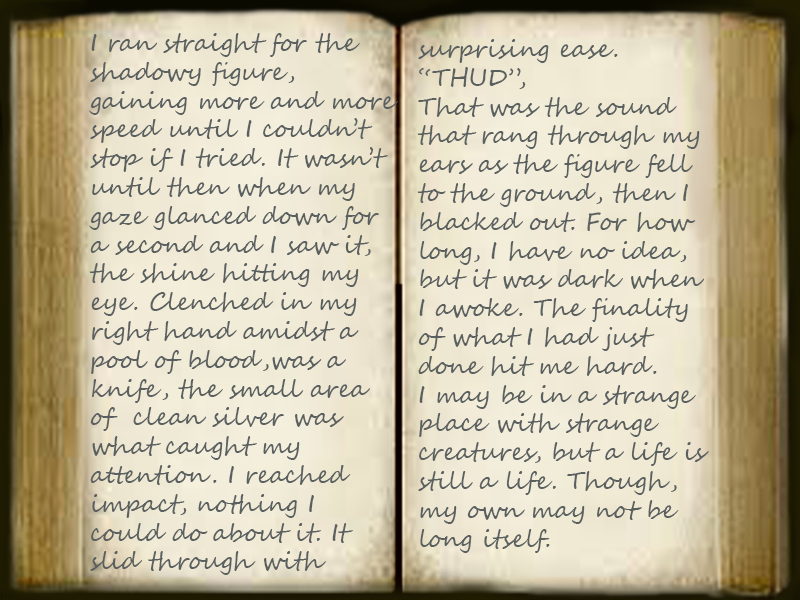 I ran straight for the
shadowy figure,
gaining more and more
speed until I couldn't
stop if I tried. It wasn't
until then when my
gaze glanced down for
a second and I saw it,
the shine hitting my
eye. Clenched in my
right hand amidst a
pool of blood,was a
knife, the small area
of  clean silver was
what caught my
attention. I reached
impact, nothing I
could do about it. It
slid through with
surprising ease.
“THUD”,
That was the sound
that rang through my
ears as the figure fell
to the ground, then I
blacked out. For how
long, I have no idea,
but it was dark when
I awoke. The finality
of what I had just
done hit me hard.
I may be in a strange
place with strange
creatures, but a life is
still a life. Though,
my own may not be
long itself.